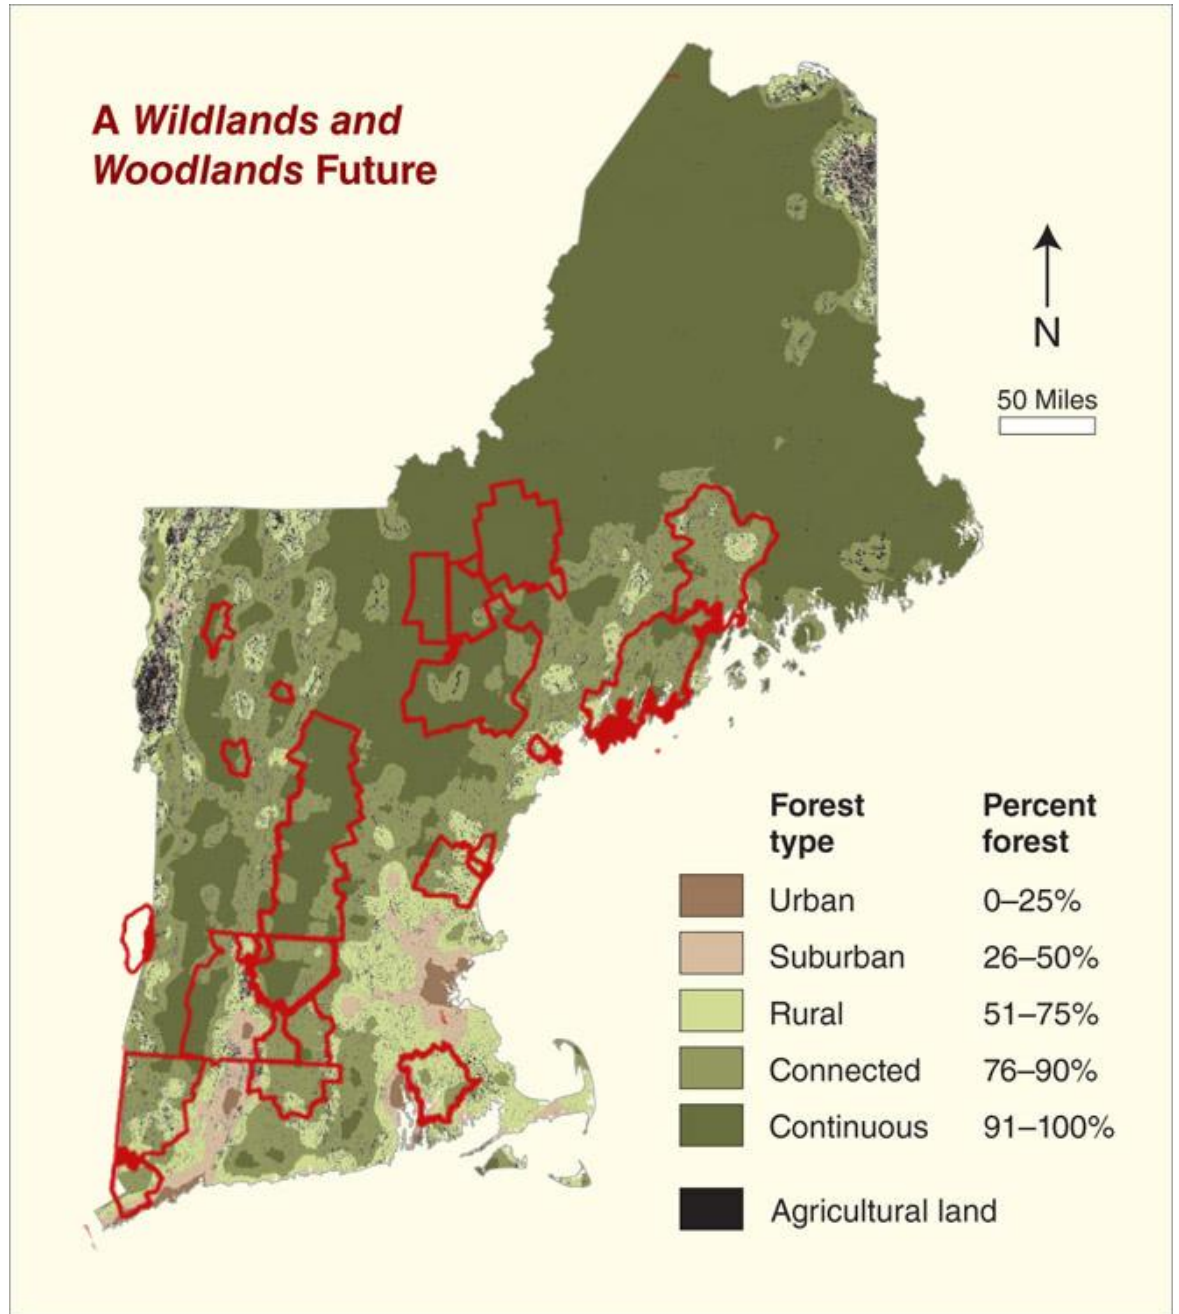 A Wildlands and
Woodlands Future
N
50 Miles
Forest type Percent forest
Urban 0–25%
Suburban 26–50%
Rural 51–75%
Connected 76–90%
Continuous 91–100%
Agricultural land